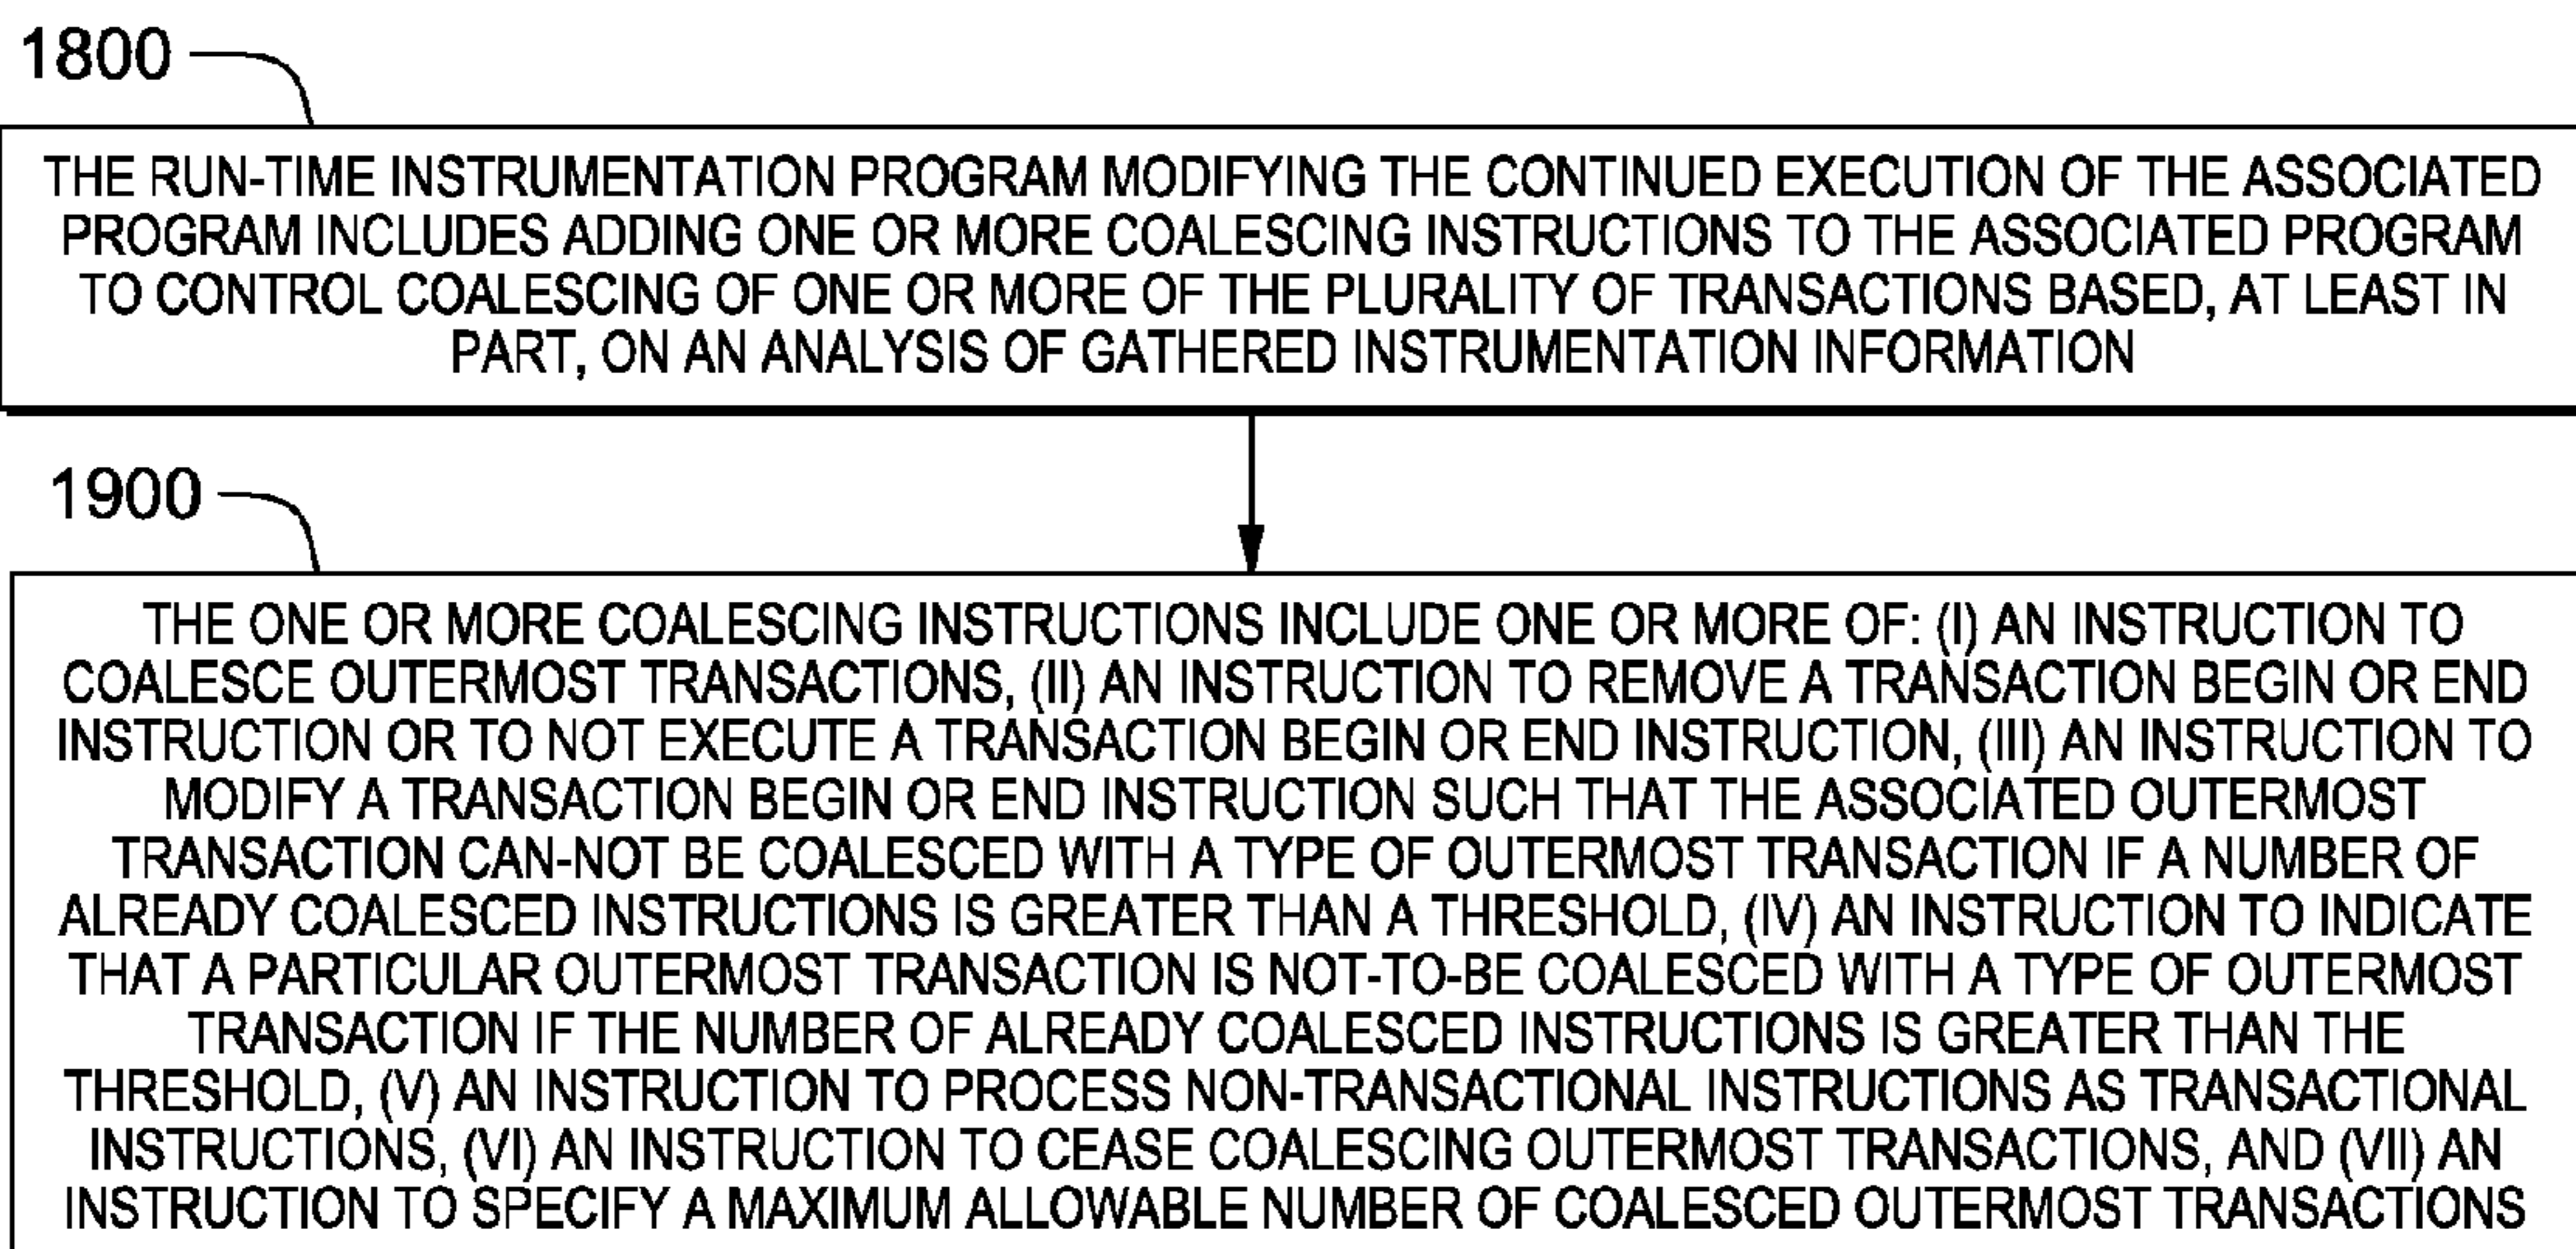 1800
THE RUN-TIME INSTRUMENTATION PROGRAM MODIFYING THE CONTINUED EXECUTION OF THE ASSOCIATED
PROGRAM INCLUDES ADDING ONE OR MORE COALESCING INSTRUCTIONS TO THE ASSOCIATED PROGRAM
TO CONTROL COALESCING OF ONE OR MORE OF THE PLURALITY OF TRANSACTIONS BASED, AT LEAST IN
PART, ON AN ANALYSIS OF GATHERED INSTRUMENTATION INFORMATION
1900
THE ONE OR MORE COALESCING INSTRUCTIONS INCLUDE ONE OR MORE OF: (I) AN INSTRUCTION TO
COALESCE OUTERMOST TRANSACTIONS, (II) AN INSTRUCTION TO REMOVE A TRANSACTION BEGIN OR END
INSTRUCTION OR TO NOT EXECUTE A TRANSACTION BEGIN OR END INSTRUCTION, (III) AN INSTRUCTION TO
MODIFY A TRANSACTION BEGIN OR END INSTRUCTION SUCH THAT THE ASSOCIATED OUTERMOST
TRANSACTION CAN-NOT BE COALESCED WITH A TYPE OF OUTERMOST TRANSACTION IF A NUMBER OF
ALREADY COALESCED INSTRUCTIONS IS GREATER THAN A THRESHOLD, (IV) AN INSTRUCTION TO INDICATE
THAT A PARTICULAR OUTERMOST TRANSACTION IS NOT-TO-BE COALESCED WITH A TYPE OF OUTERMOST
TRANSACTION IF THE NUMBER OF ALREADY COALESCED INSTRUCTIONS IS GREATER THAN THE
THRESHOLD, (V) AN INSTRUCTION TO PROCESS NON-TRANSACTIONAL INSTRUCTIONS AS TRANSACTIONAL
INSTRUCTIONS, (VI) AN INSTRUCTION TO CEASE COALESCING OUTERMOST TRANSACTIONS, AND (VII) AN
INSTRUCTION TO SPECIFY A MAXIMUM ALLOWABLE NUMBER OF COALESCED OUTERMOST TRANSACTIONS